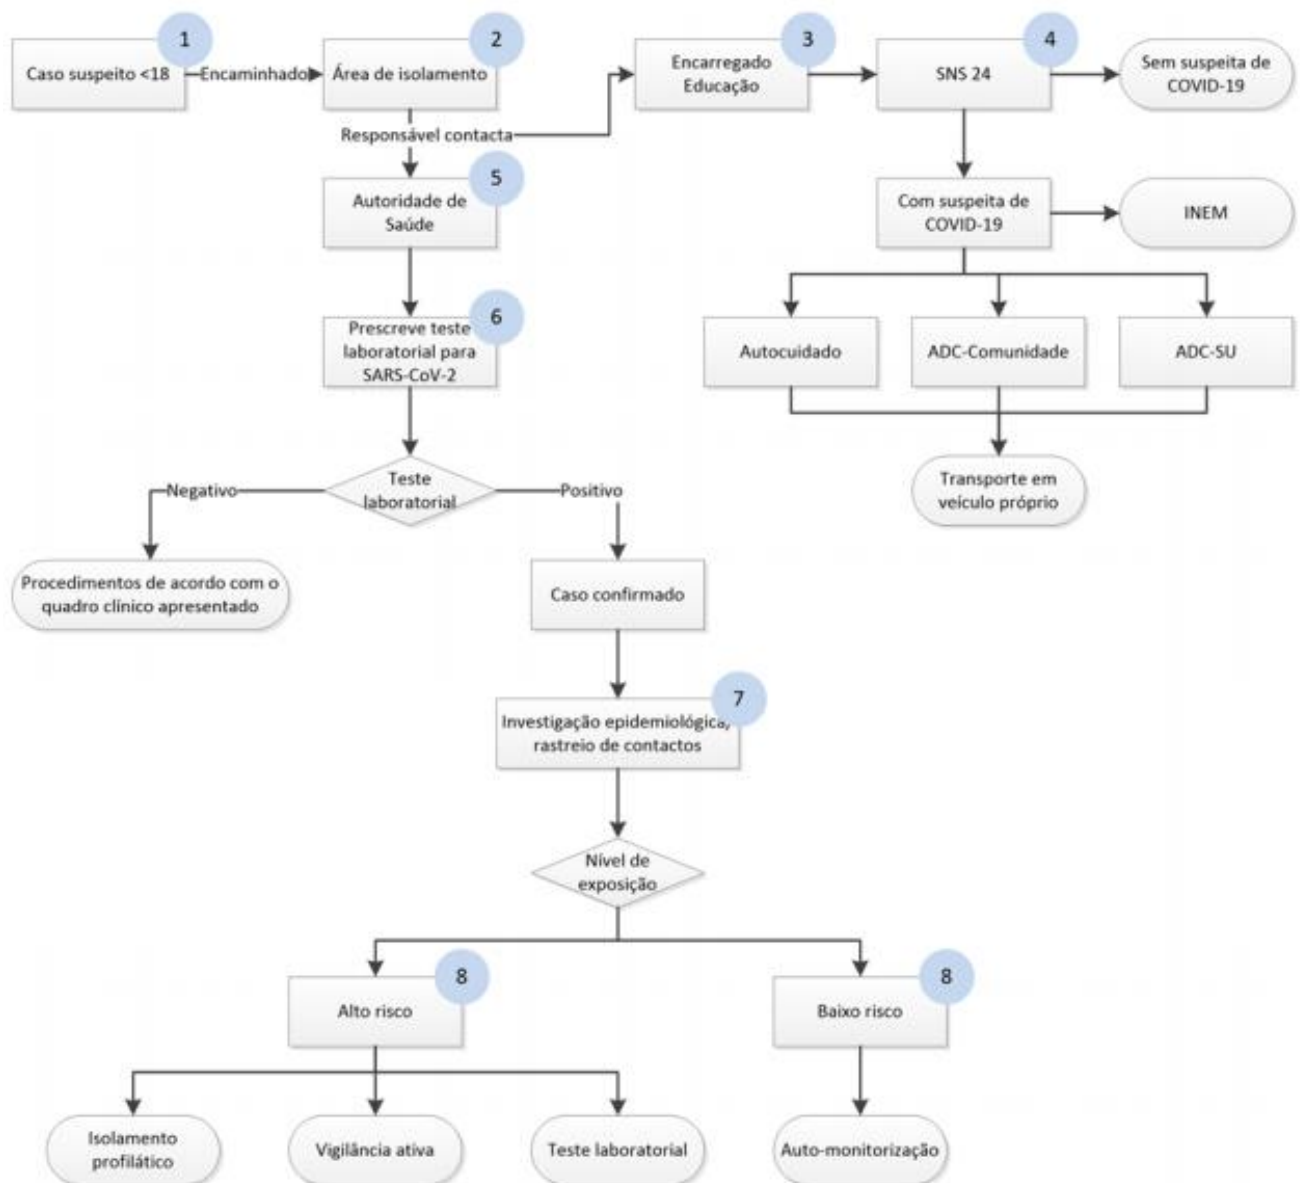 1
Caso suspeito <18
Encaminhado
2
Área de isolamento
3
Encarregado
Educação
4
SNS 24
Sem suspeita de
COVID-19
Responsável contacta
5
Autoridade de
Saúde
Com suspeita de
COVID-19
INEM
6
Prescreve teste
laboratorial para
SARS-CoV-2
Autocuidado
ADC-Comunidade
ADC-SU
Teste
laboratorial
Negativo
Positivo
Transporte em
veículo próprio
Procedimentos de acordo com o
quadro clínico apresentado
Caso confirmado
7
Investigação epidemiológica,
rastreio de contactos
Nível de
exposição
8
Alto risco
8
Baixo risco
Isolamento
profilático
Vigilância ativa
Teste laboratorial
Auto-monitorização